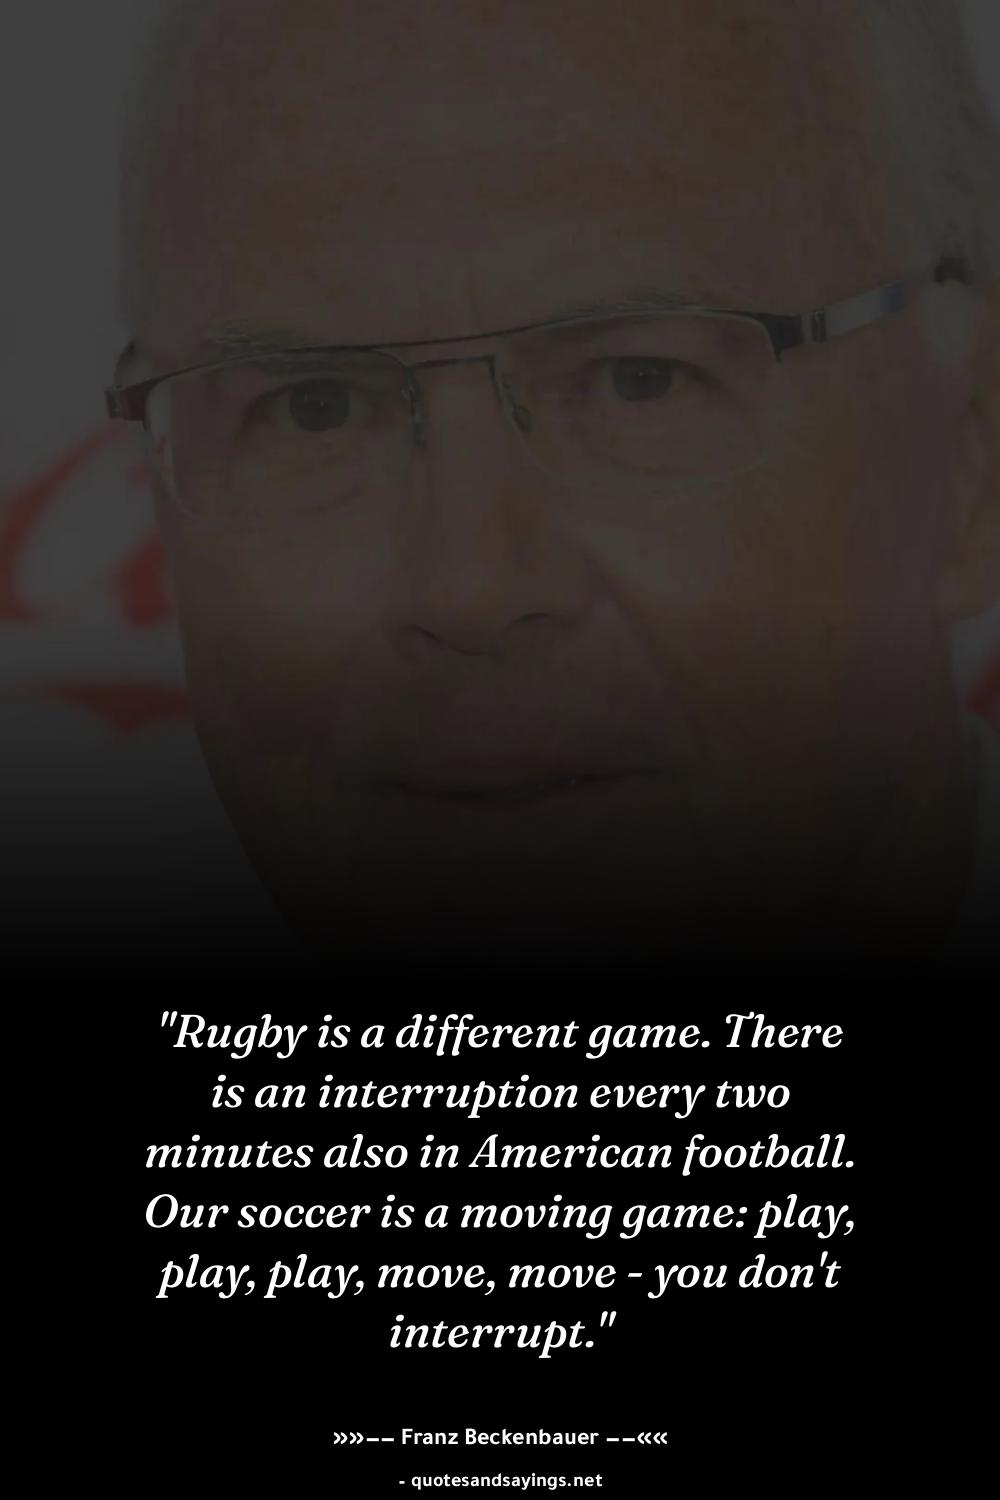 "Rugby is a different game. There
is an interruption every two
minutes also in American football.
Our soccer is a moving game: play,
play, play, move, move - you don't
interrupt."
»»−− Franz Beckenbauer −−««
- quotesandsayings.net